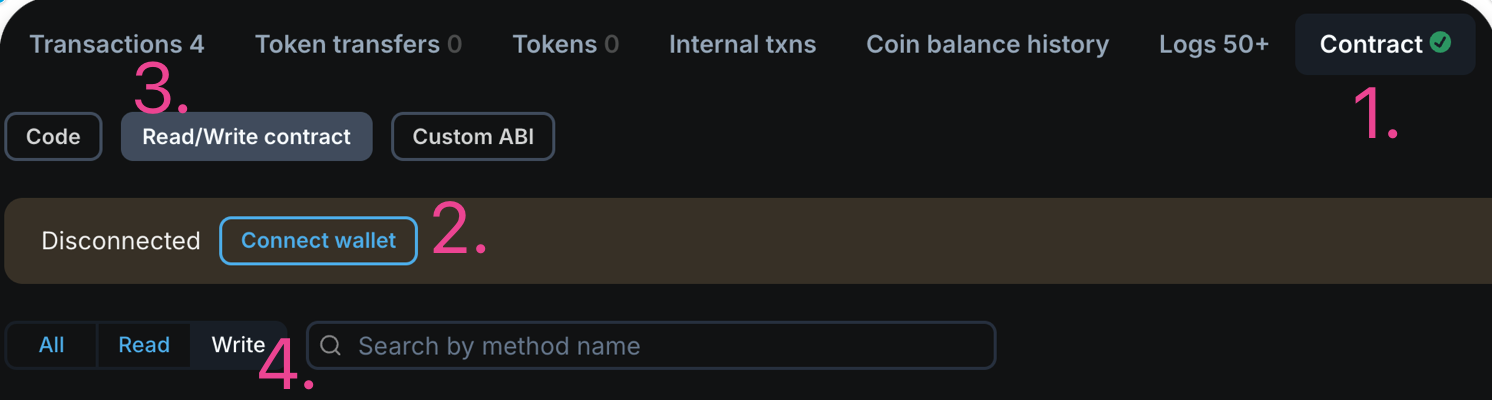 Transactions 4 Token transfers 0 Tokens 0 Internal txns Coin balance history Logs 50+ Contract
3. 1.
Code Read/Write contract Custom ABI
Disconnected Connect wallet 2.
All Read Write Search by method name
4.